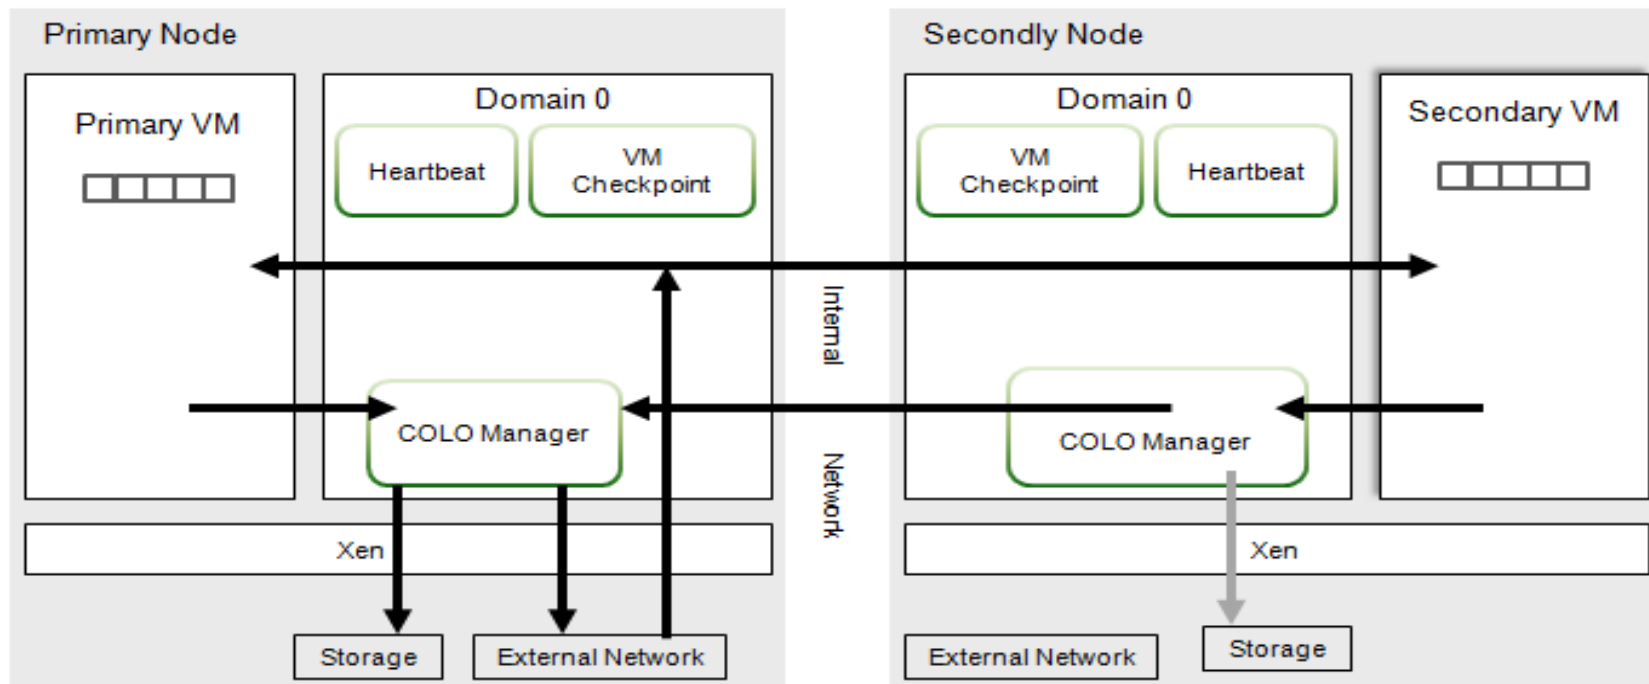 Primary Node
Primary VM
Domain 0
Heartbeat
VM
Checkpoint
COLO Manager
Xen
Storage
External Network
Internal
Network
Secondly Node
Domain 0
VM
Checkpoint
Heartbeat
Secondary VM
COLO Manager
Xen
External Network
Storage